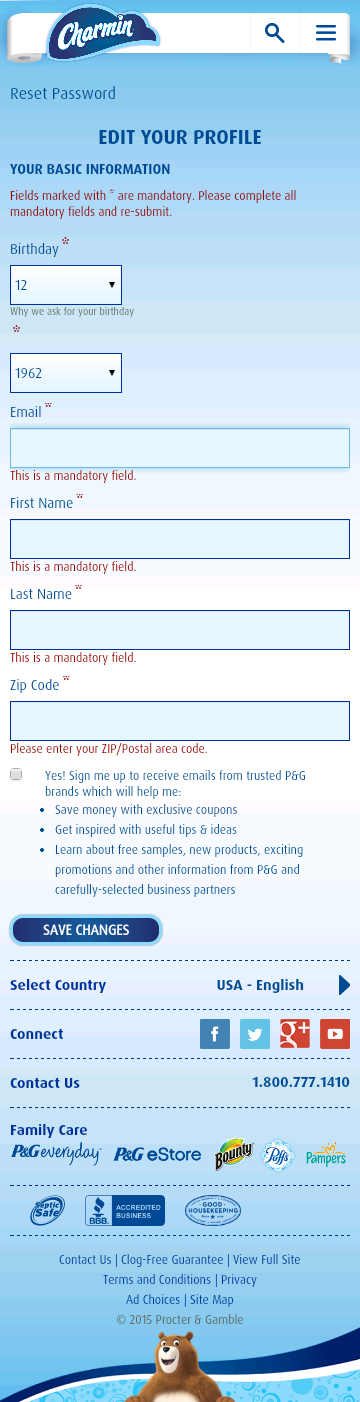 Charmin
Reset Password
EDIT YOUR PROFILE
YOUR BASIC INFORMATION
Fields marked with * are mandatory. Please complete all
mandatory fields and re-submit.
Birthday *
12
Why we ask for your birthday
*
1962
Email *
This is a mandatory field.
First Name *
This is a mandatory field.
Last Name *
This is a mandatory field.
Zip Code *
Please enter your ZIP/Postal area code.
Yes! Sign me up to receive emails from trusted P&G
brands which will help me:
• Save money with exclusive coupons
• Get inspired with useful tips & ideas
• Learn about free samples, new products, exciting
promotions and other information from P&G and
carefully-selected business partners
SAVE CHANGES
Select Country USA - English
Connect f g+
Contact Us 1.800.777.1410
Family Care
P&G everyday P&G eStore Bounty Puffs Pampers
Septic Safe BBB. ACCREDITED BUSINESS GOOD HOUSEKEEPING
Contact Us | Clog-Free Guarantee | View Full Site
Terms and Conditions | Privacy
Ad Choices | Site Map
© 2015 Procter & Gamble